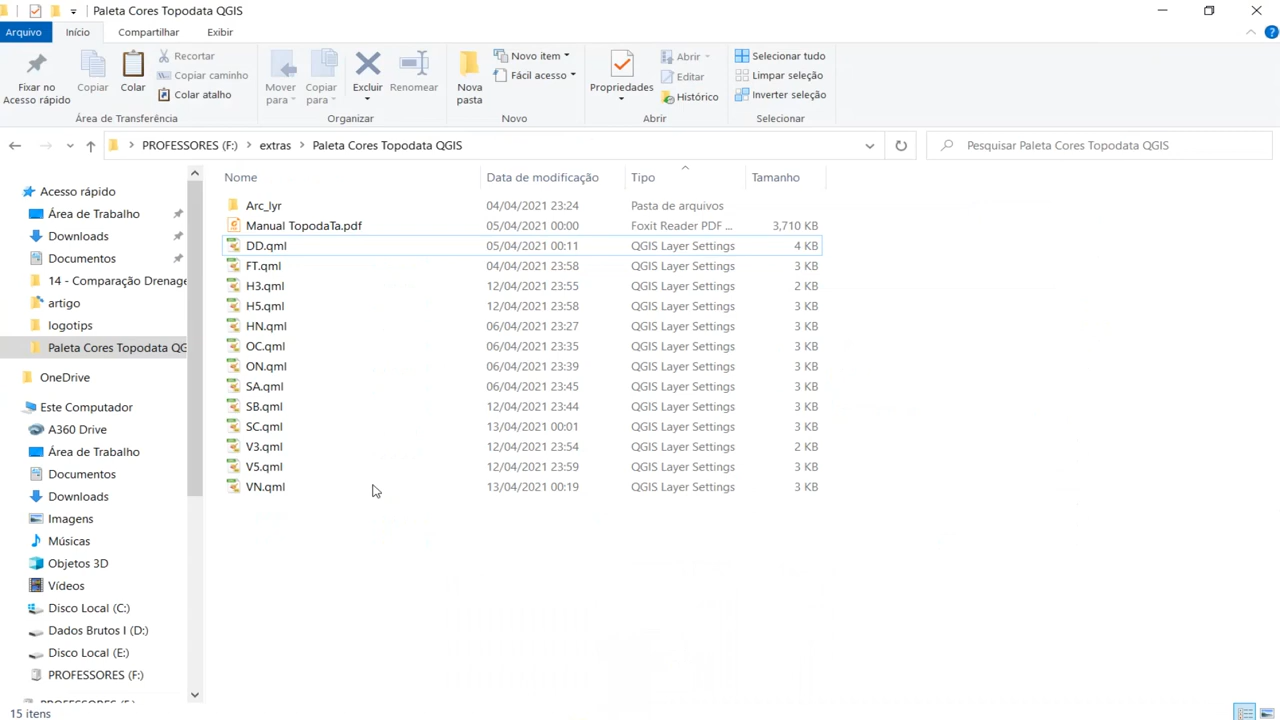 Paleta Cores Topodata QGIS
Arquivo Início Compartilhar Exibir
Fixar no Acesso rápido
Copiar
Colar
Recortar
Copiar caminho
Colar atalho
Mover para
Copiar para
Excluir
Renomear
Nova pasta
Novo item
Fácil acesso
Propriedades
Abrir
Editar
Histórico
Selecionar tudo
Limpar seleção
Inverter seleção
Área de Transferência Organizar Novo Abrir Selecionar
PROFESSORES (F:) > extras > Paleta Cores Topodata QGIS
Pesquisar Paleta Cores Topodata QGIS
Acesso rápido
Área de Trabalho
Downloads
Documentos
14 - Comparação Drenage
artigo
logotips
Paleta Cores Topodata QG
OneDrive
Este Computador
A360 Drive
Área de Trabalho
Documentos
Downloads
Imagens
Músicas
Objetos 3D
Vídeos
Disco Local (C:)
Dados Brutos I (D:)
Disco Local (E:)
PROFESSORES (F:)
Nome Data de modificação Tipo Tamanho
Arc_lyr 04/04/2021 23:24 Pasta de arquivos
Manual TopodaTa.pdf 05/04/2021 00:00 Foxit Reader PDF ... 3,710 KB
DD.qml 05/04/2021 00:11 QGIS Layer Settings 4 KB
FT.qml 04/04/2021 23:58 QGIS Layer Settings 3 KB
H3.qml 12/04/2021 23:55 QGIS Layer Settings 2 KB
H5.qml 12/04/2021 23:58 QGIS Layer Settings 3 KB
HN.qml 06/04/2021 23:27 QGIS Layer Settings 3 KB
OC.qml 06/04/2021 23:35 QGIS Layer Settings 3 KB
ON.qml 06/04/2021 23:39 QGIS Layer Settings 3 KB
SA.qml 06/04/2021 23:45 QGIS Layer Settings 3 KB
SB.qml 12/04/2021 23:44 QGIS Layer Settings 3 KB
SC.qml 13/04/2021 00:01 QGIS Layer Settings 3 KB
V3.qml 12/04/2021 23:54 QGIS Layer Settings 2 KB
V5.qml 12/04/2021 23:59 QGIS Layer Settings 3 KB
VN.qml 13/04/2021 00:19 QGIS Layer Settings 3 KB
15 itens